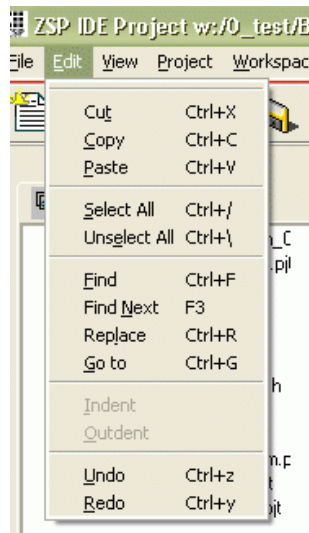 ZSP IDE Project w:/0_test/B
File Edit View Project Workspac
Cut Ctrl+X
Copy Ctrl+C
Paste Ctrl+V
Select All Ctrl+/
Unselect All Ctrl+\
Find Ctrl+F
Find Next F3
Replace Ctrl+R
Go to Ctrl+G
Indent
Outdent
Undo Ctrl+z
Redo Ctrl+y